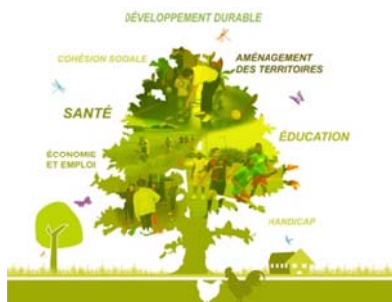 DÉVELOPPEMENT DURABLE
COHÉSION SOCIALE
AMÉNAGEMENT
DES TERRITOIRES
SANTÉ
ÉDUCATION
ÉCONOMIE
ET EMPLOI
HANDICAP